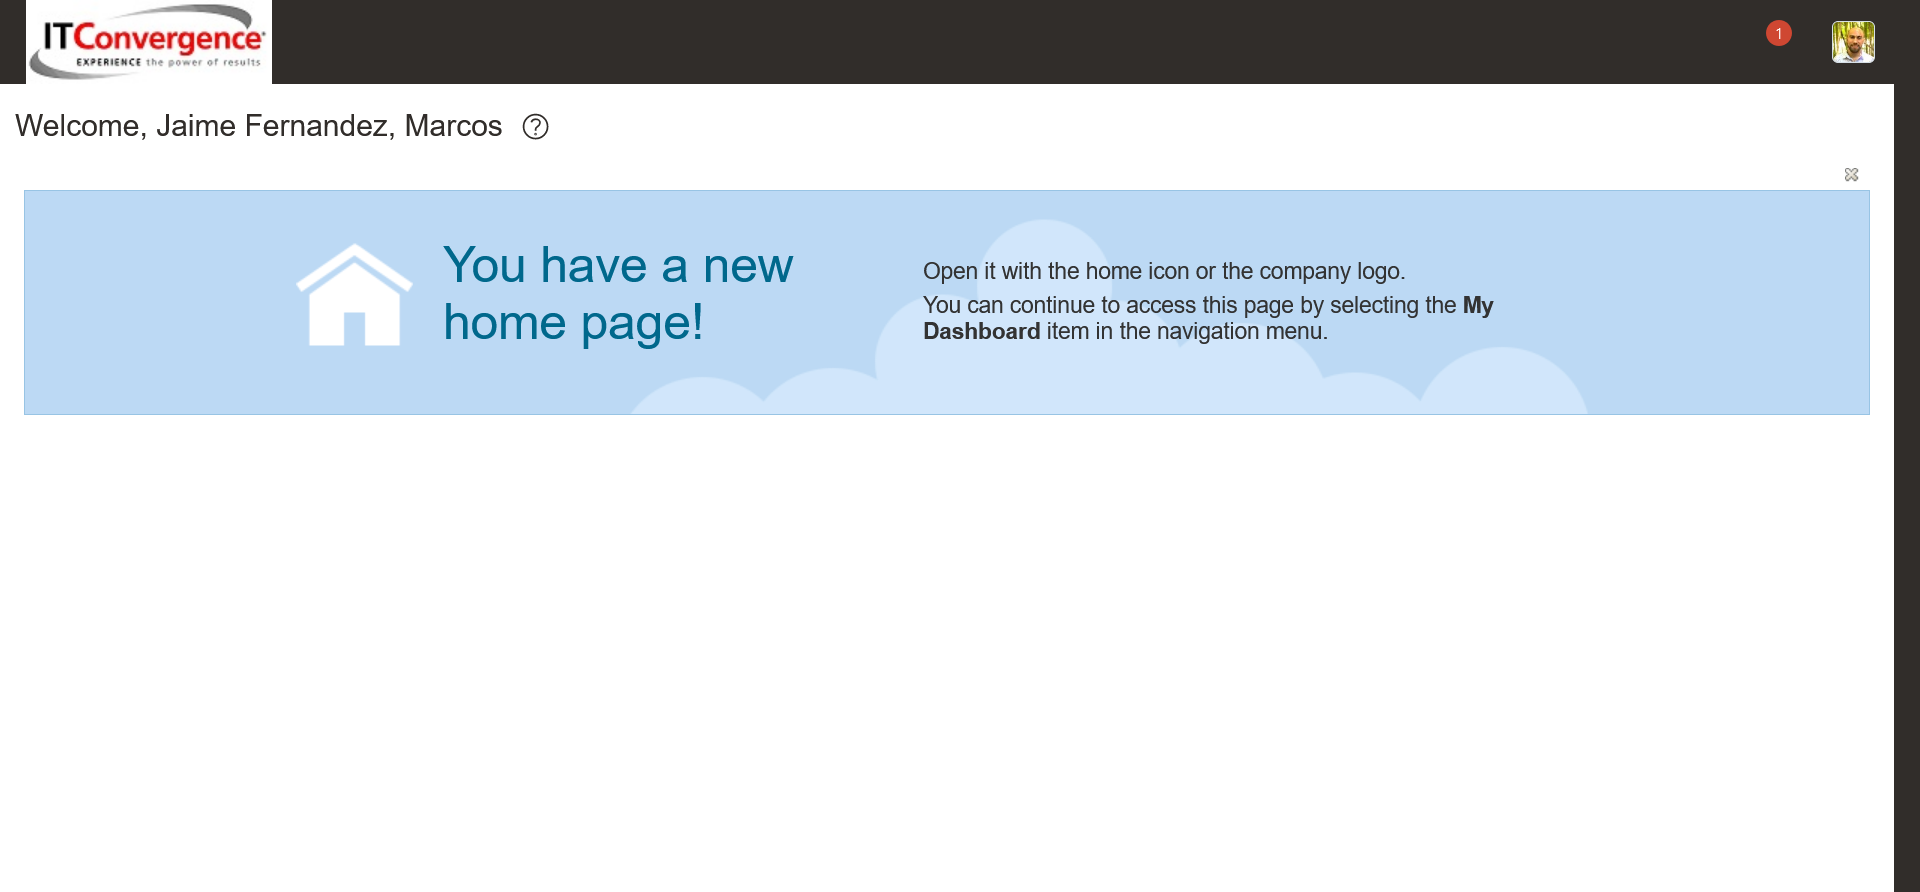 ITConvergence
EXPERIENCE the power of results
1
Welcome, Jaime Fernandez, Marcos
You have a new
home page!
Open it with the home icon or the company logo.
You can continue to access this page by selecting the My
Dashboard item in the navigation menu.